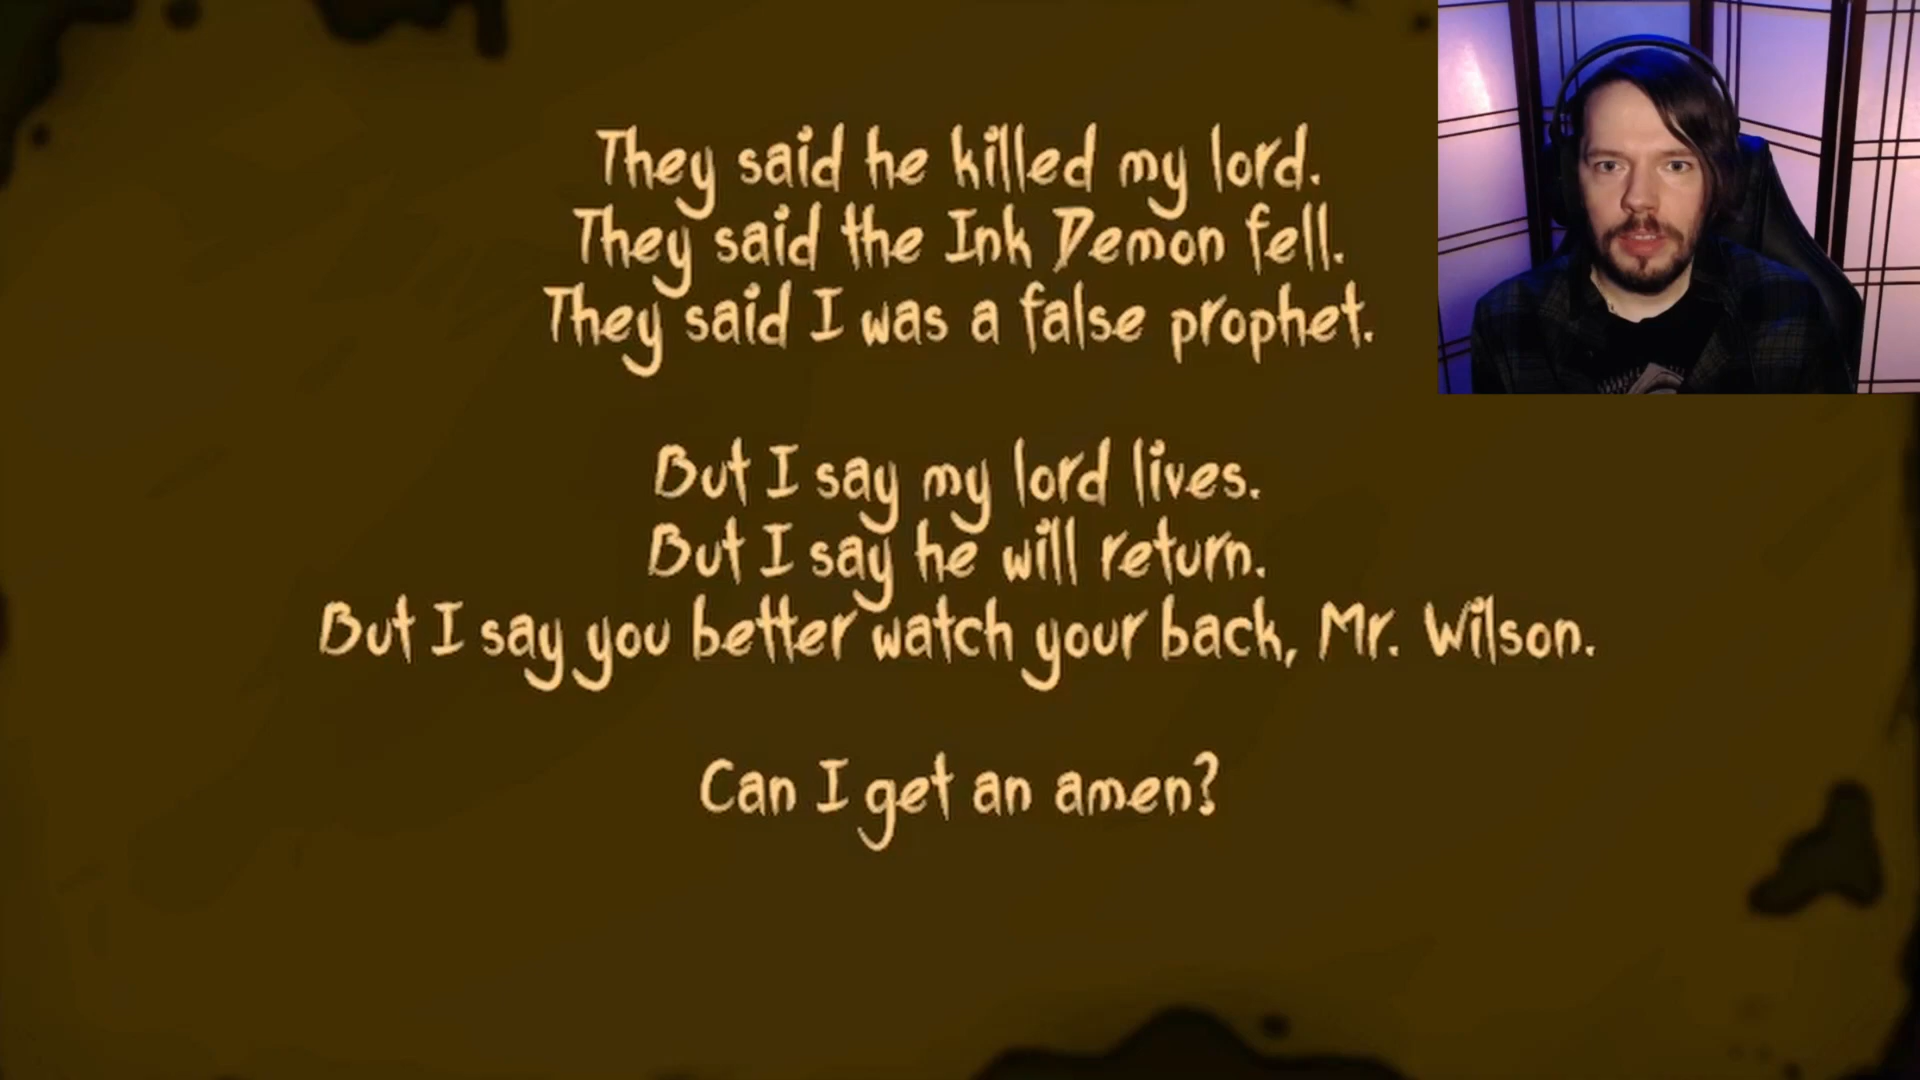 They said he killed my lord.
They said the Ink Demon fell.
They said I was a false prophet.
But I say my lord lives.
But I say he will return.
But I say you better watch your back, Mr. Wilson.
Can I get an amen?